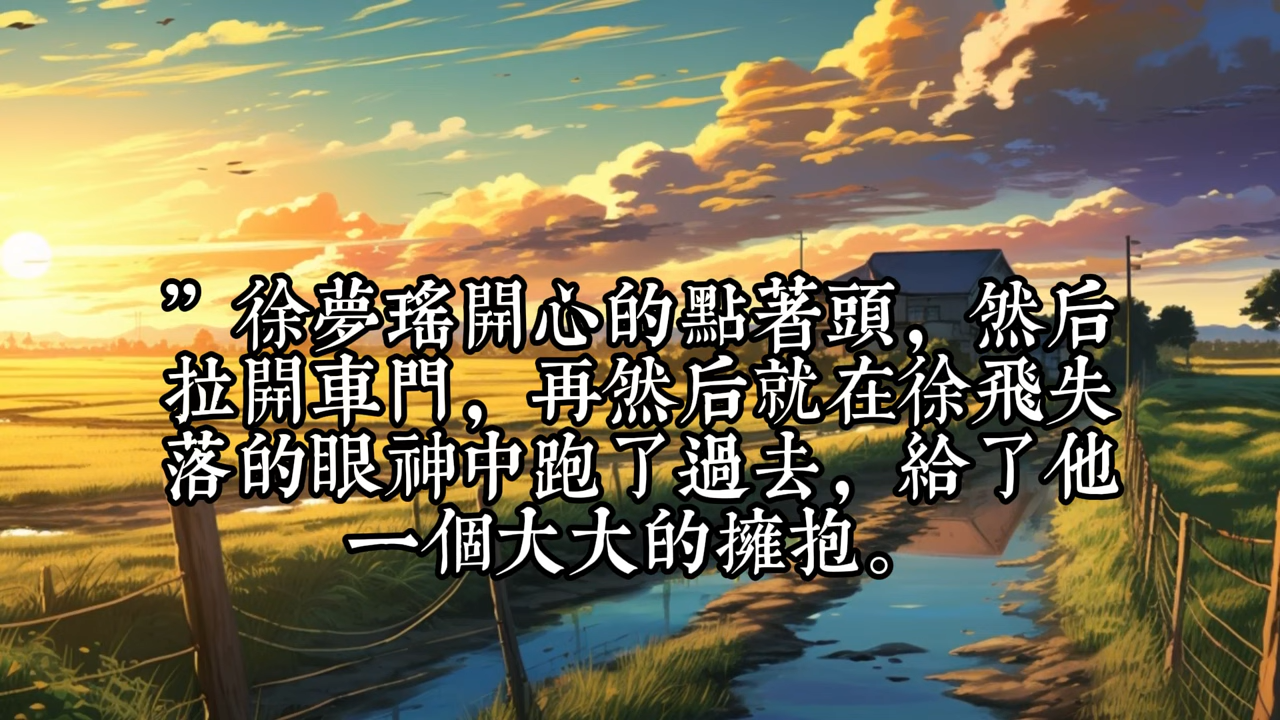 ”徐夢瑤開心的點著頭，然后
拉開車門，再然后就在徐飛失
落的眼神中跑了過去，給了他
一個大大的擁抱。